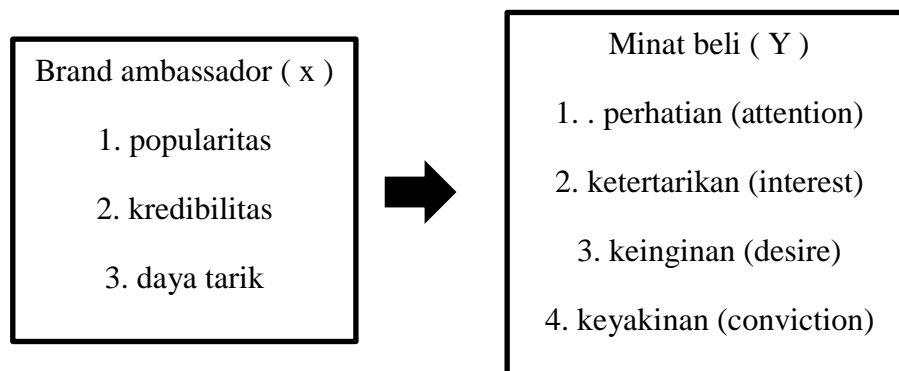 Brand ambassador ( x )
1. popularitas
2. kredibilitas
3. daya tarik
Minat beli ( Y )
1. . perhatian (attention)
2. ketertarikan (interest)
3. keinginan (desire)
4. keyakinan (conviction)